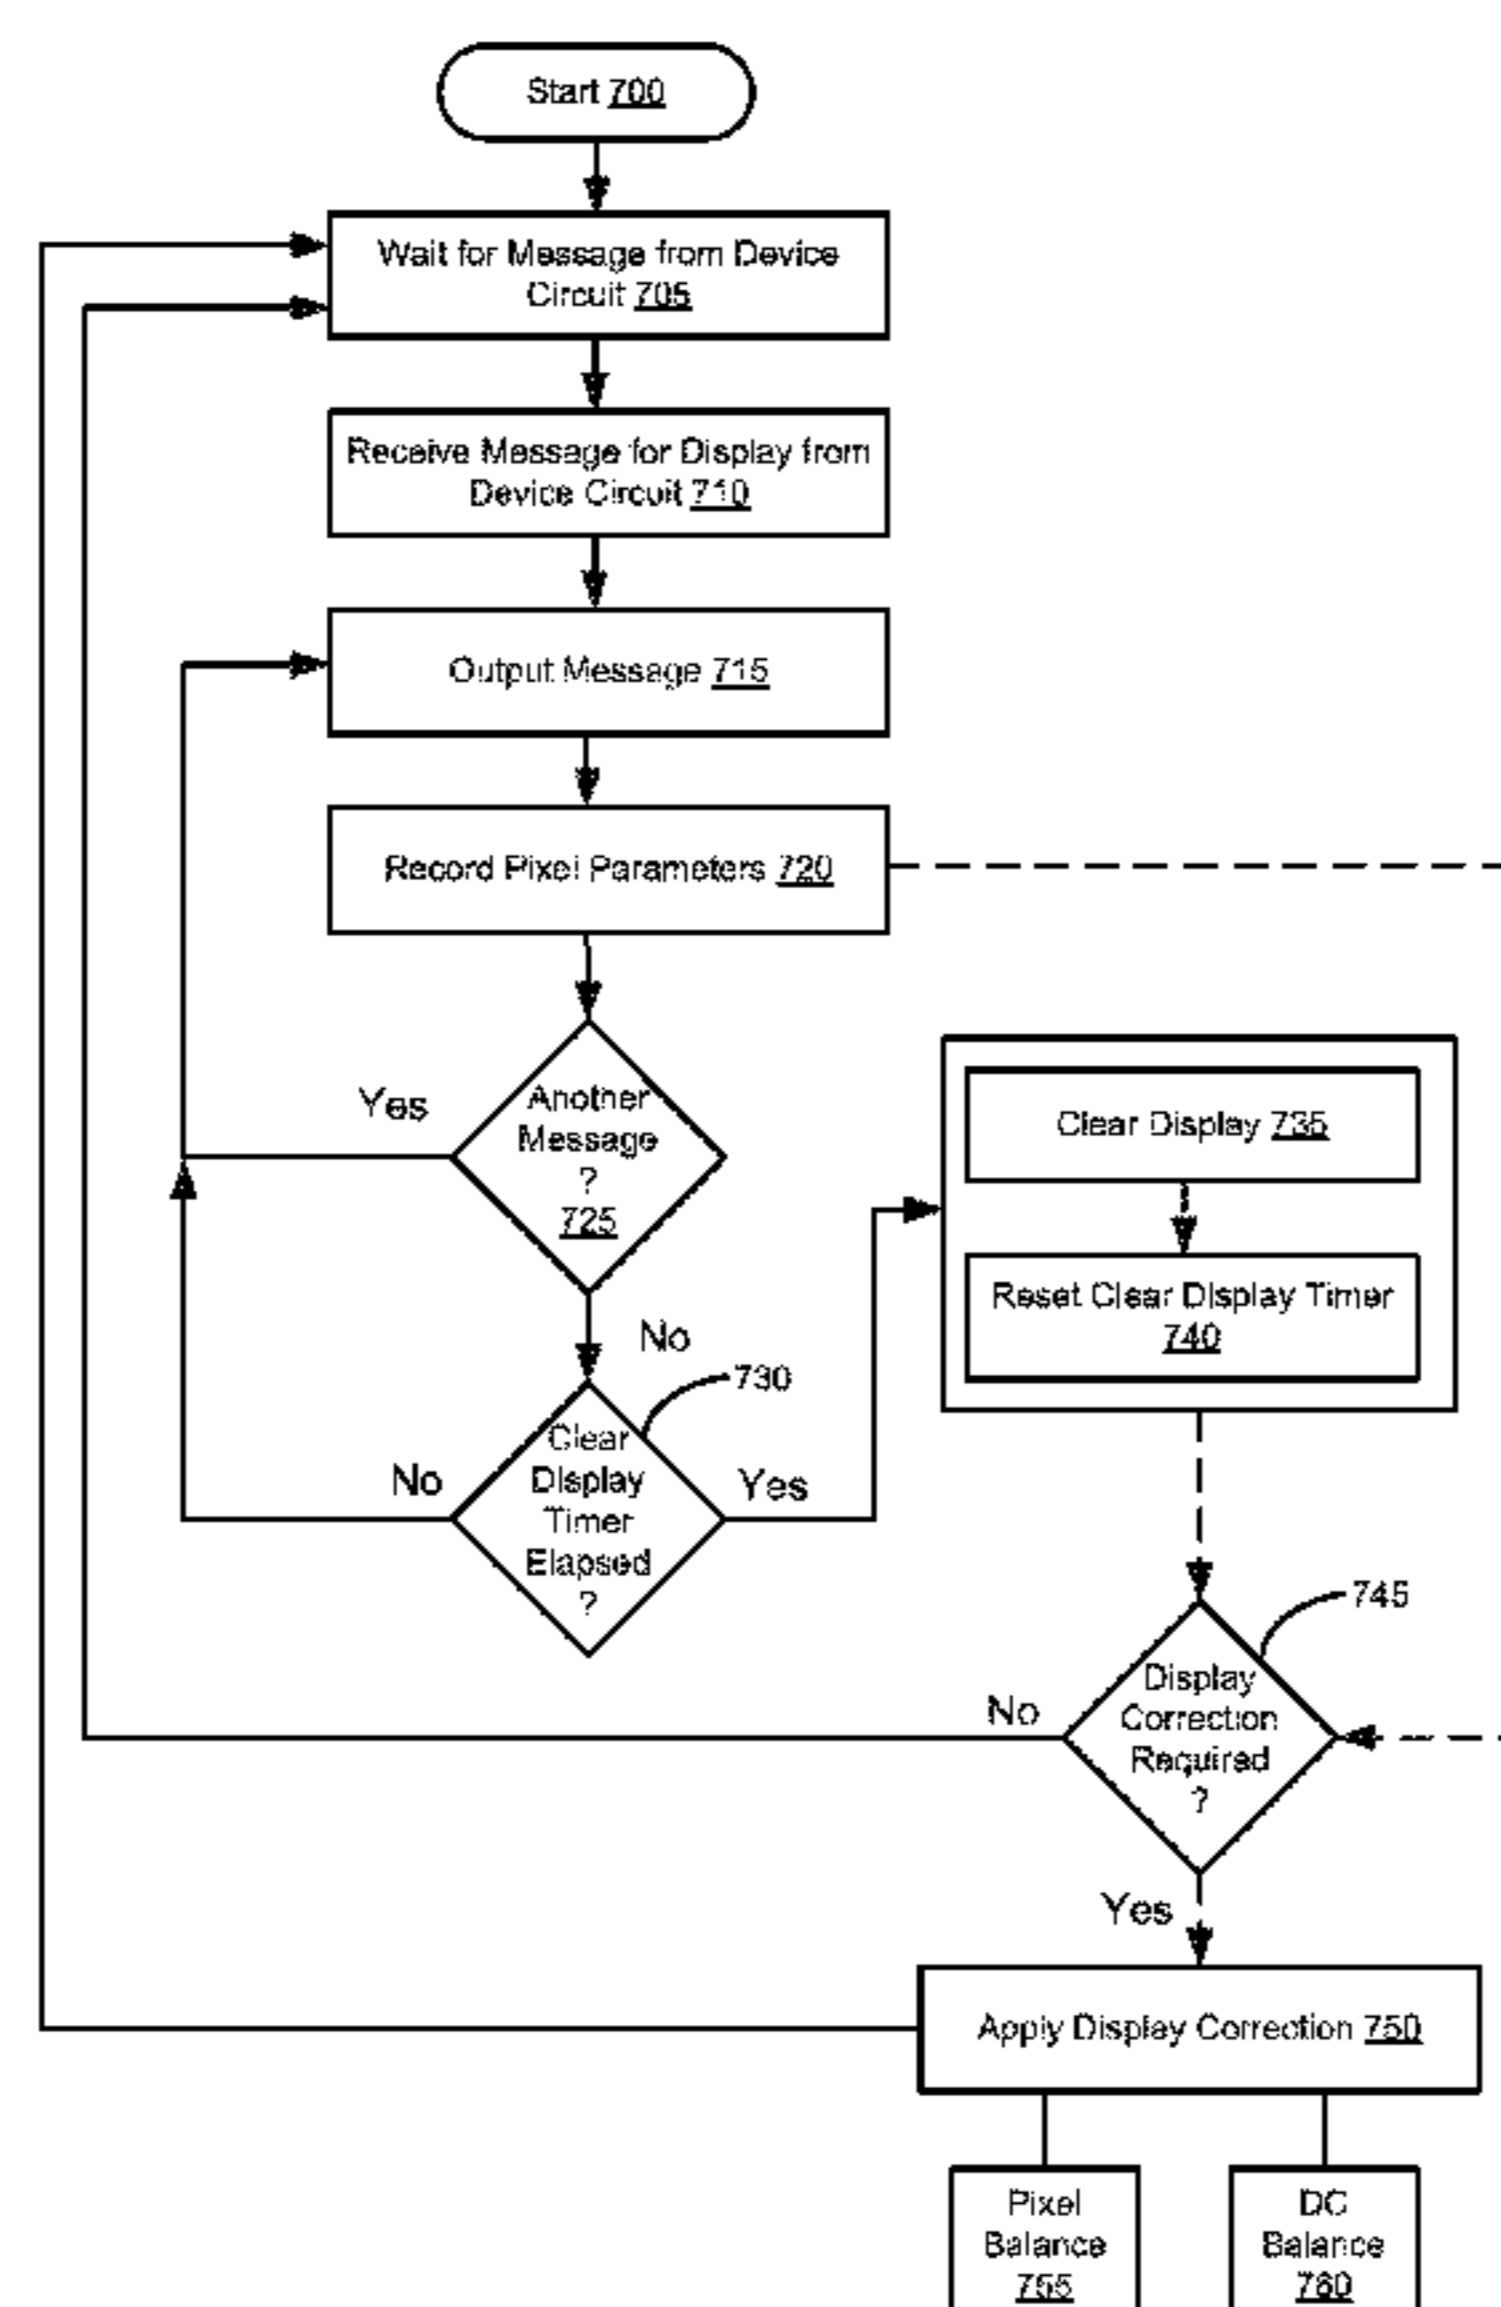 Start 700
Wait for Message from Device
Circuit 705
Receive Message for Display from
Device Circuit 710
Output Message 715
Record Pixel Parameters 720
Yes
Another
Message
?
725
No
730
Clear
Display
Timer
Elapsed
?
No
Yes
Clear Display 735
Reset Clear Display Timer
740
745
Display
Correction
Required
?
No
Yes
Apply Display Correction 750
Pixel
Balance
755
DC
Balance
760